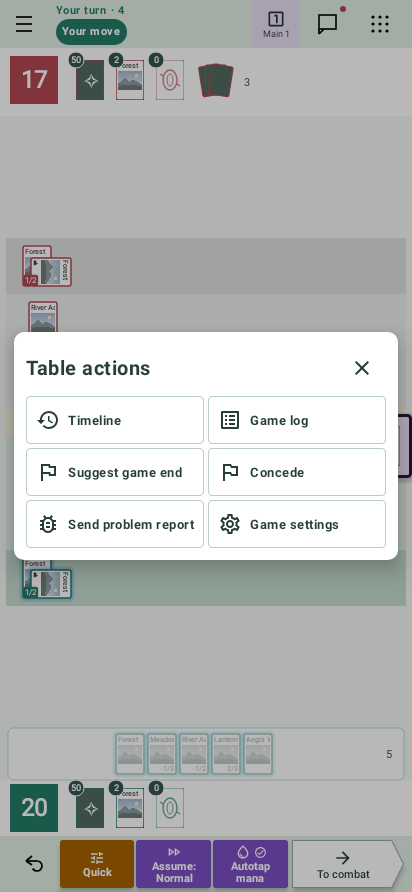 Your turn · 4
Your move
1
Main 1
17
50
2
0
Forest
3
Forest
Forest
1/2
River Ac
Table actions
Timeline
Game log
Suggest game end
Concede
Send problem report
Game settings
Forest
Forest
1/2
Forest
Meadow
River Ac
Lantern
Aegis
1/3
1/2
2/3
5
20
50
2
0
Forest
Quick
Assume:
Normal
Autotap
mana
To combat